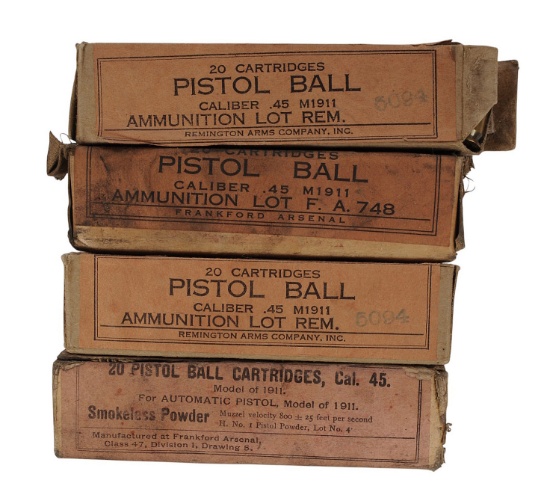 20 CARTRIDGES
PISTOL BALL
CALIBER .45 M1911
AMMUNITION LOT REM. 5094
REMINGTON ARMS COMPANY, INC.
20 CARTRIDGES
PISTOL BALL
CALIBER .45 M1911
AMMUNITION LOT F. A. 748
FRANKFORD ARSENAL
20 CARTRIDGES
PISTOL BALL
CALIBER .45 M1911
AMMUNITION LOT REM. 5094
REMINGTON ARMS COMPANY, INC.
20 PISTOL BALL CARTRIDGES, Cal. 45.
Model of 1911.
For AUTOMATIC PISTOL, Model of 1911.
Smokeless Powder Muzzel velocity 800 ± 25 feet per second
H. No. 1 Pistol Powder, Lot No. 4
Manufactured at Frankford Arsenal,
Class 47, Division 1, Drawing 8.